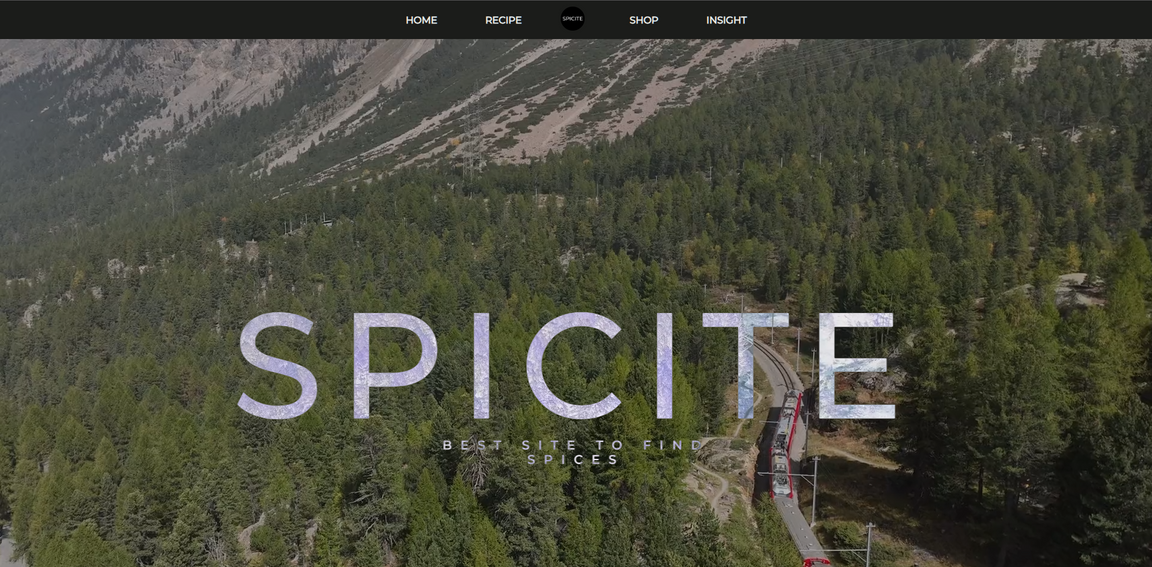 HOME RECIPE SPICITE SHOP INSIGHT
SPICITE
BEST SITE TO FIND
SPICES